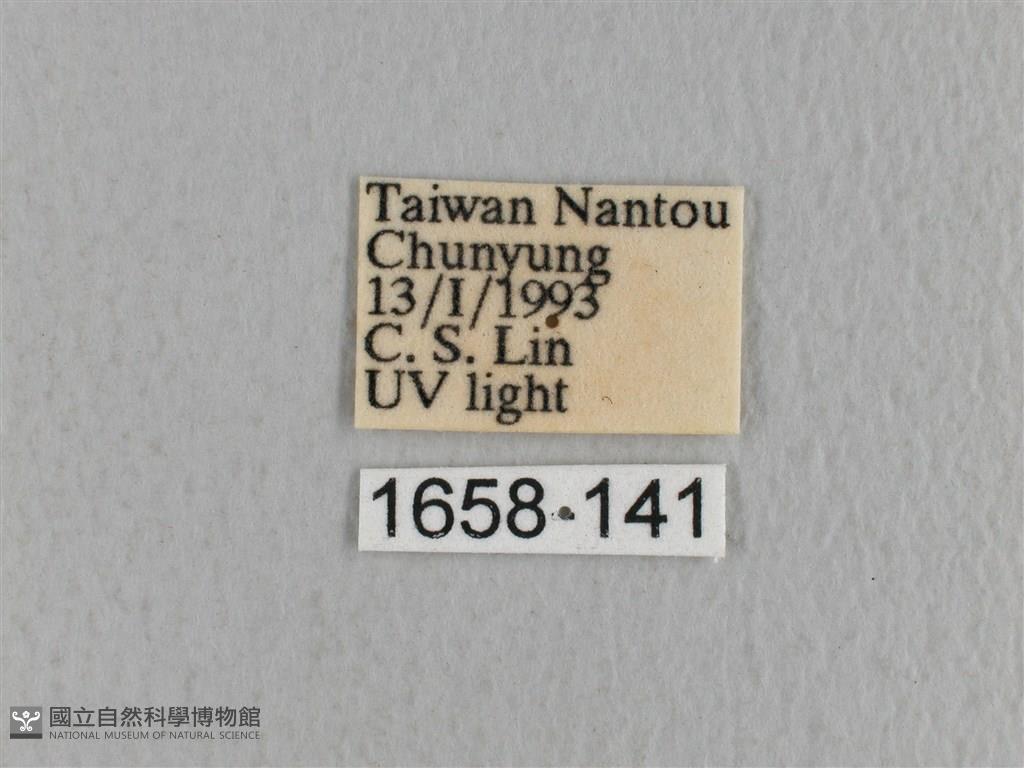 Taiwan Nantou
Chunyung
13/I/1993
C. S. Lin
UV light
1658-141
國立自然科學博物館
NATIONAL MUSEUM OF NATURAL SCIENCE